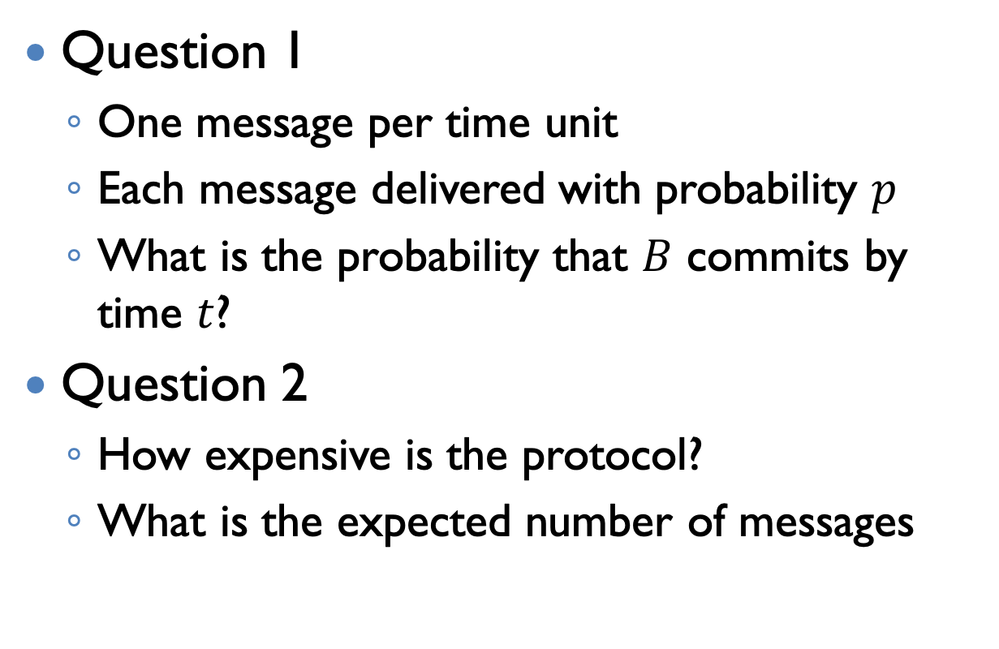 • Question 1
◦ One message per time unit
◦ Each message delivered with probability p
◦ What is the probability that B commits by
time t?
• Question 2
◦ How expensive is the protocol?
◦ What is the expected number of messages